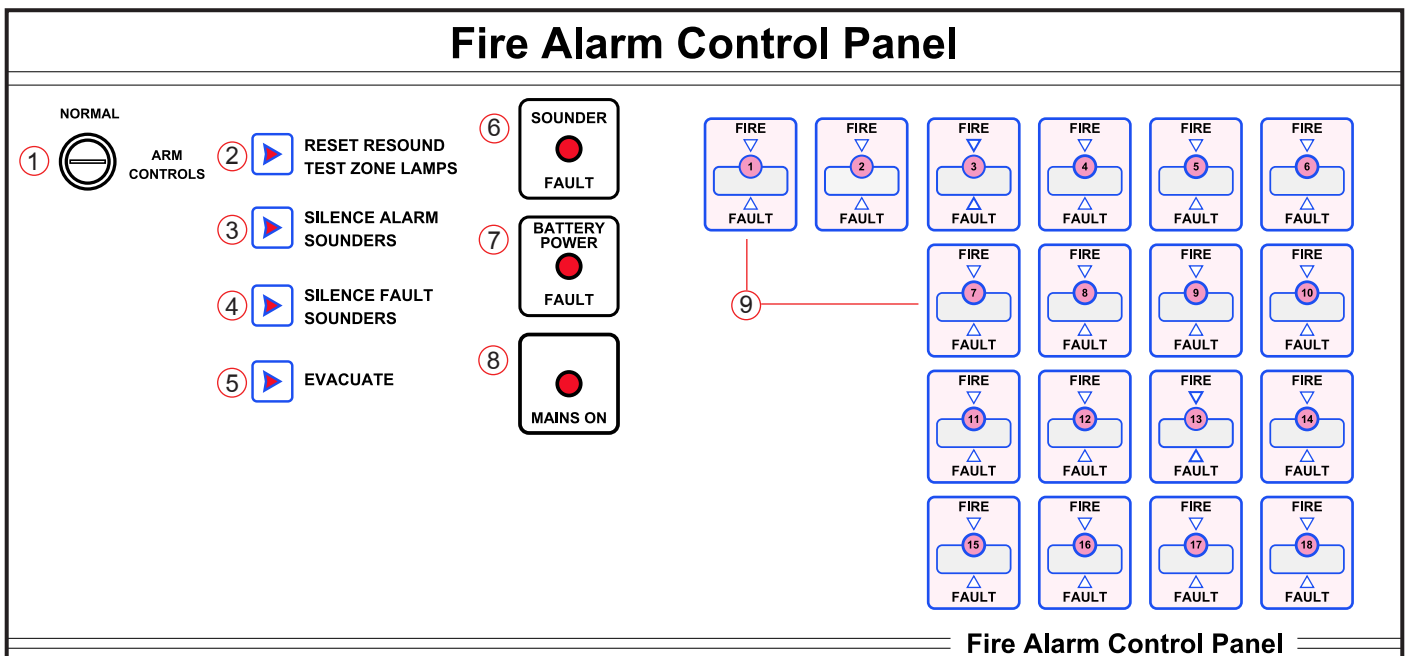 Fire Alarm Control Panel
NORMAL
1
ARM
CONTROLS
2
RESET RESOUND
TEST ZONE LAMPS
3
SILENCE ALARM
SOUNDERS
4
SILENCE FAULT
SOUNDERS
5
EVACUATE
6
SOUNDER
FAULT
7
BATTERY
POWER
FAULT
8
MAINS ON
FIRE FIRE FIRE FIRE FIRE FIRE
1 2 3 4 5 6
FAULT FAULT FAULT FAULT FAULT FAULT
9
FIRE FIRE FIRE FIRE
7 8 9 10
FAULT FAULT FAULT FAULT
FIRE FIRE FIRE FIRE
11 12 13 14
FAULT FAULT FAULT FAULT
FIRE FIRE FIRE FIRE
15 16 17 18
FAULT FAULT FAULT FAULT
Fire Alarm Control Panel